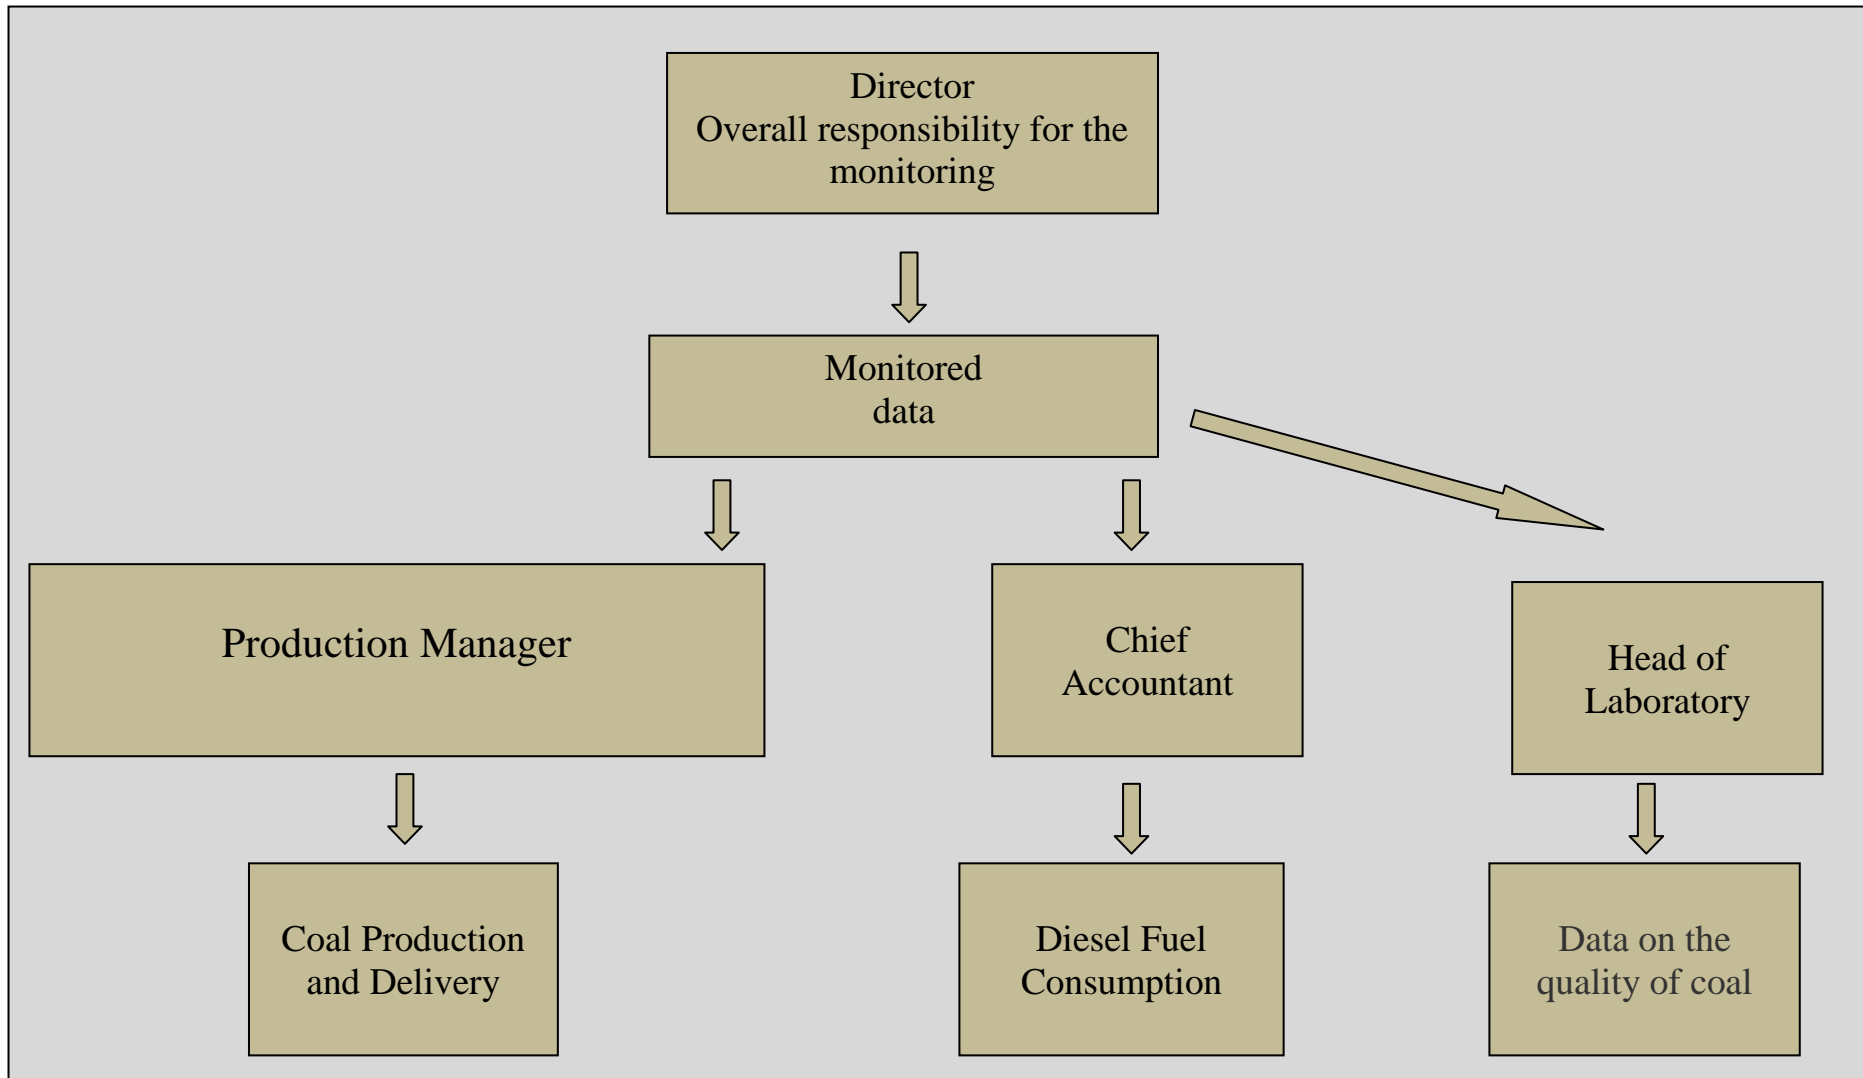 Director
Overall responsibility for the
monitoring
Monitored
data
Production Manager
Chief
Accountant
Head of
Laboratory
Coal Production
and Delivery
Diesel Fuel
Consumption
Data on the
quality of coal